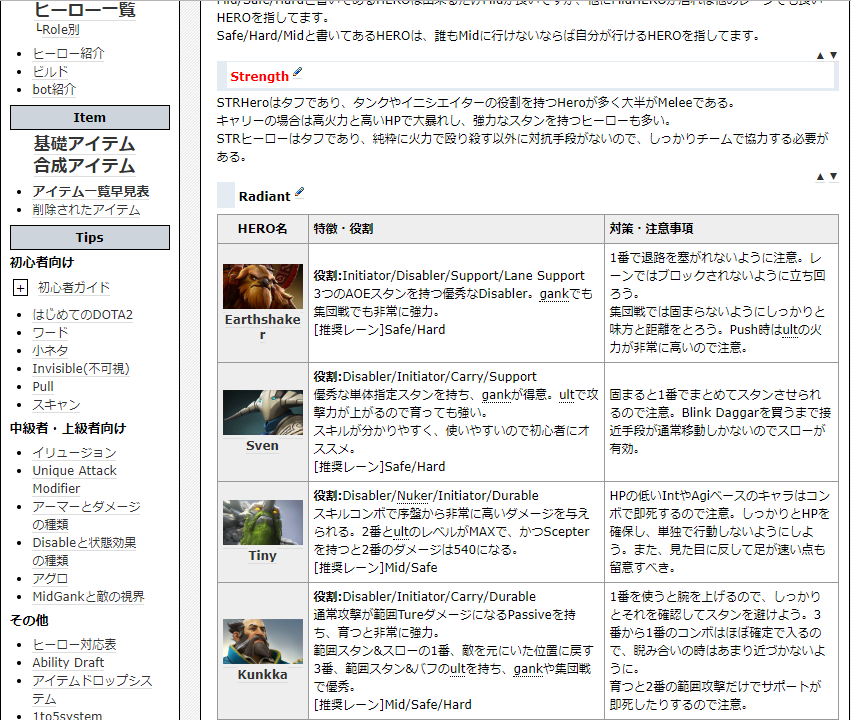 ヒーロー一覧
└Role別
ヒーロー紹介
ビルド
bot紹介
Item
基礎アイテム
合成アイテム
アイテム一覧早見表
削除されたアイテム
Tips
初心者向け
+ 初心者ガイド
はじめてのDOTA2
ワード
小ネタ
Invisible(不可視)
Pull
スキャン
中級者・上級者向け
イリュージョン
Unique Attack
Modifier
アーマーとダメージ
の種類
Disableと状態効果
の種類
アグロ
MidGankと敵の視界
その他
ヒーロー対応表
Ability Draft
アイテムドロップシス
テム
1to5system
HEROを指してます。
Safe/Hard/Midと書いてあるHEROは、誰もMidに行けないならば自分が行けるHEROを指してます。
▲ ▼
Strength
STRHeroはタフであり、タンクやイニシエイターの役割を持つHeroが多く大半がMeleeである。
キャリーの場合は高火力と高いHPで大暴れし、強力なスタンを持つヒーローも多い。
STRヒーローはタフであり、純粋に火力で殴り殺す以外に対抗手段がないので、しっかりチームで協力する必要が
ある。
▲ ▼
Radiant
HERO名 特徴・役割 対策・注意事項
Earthshake
r
役割:Initiator/Disabler/Support/Lane Support
3つのAOEスタンを持つ優秀なDisabler。gankでも
集団戦でも非常に強力。
[推奨レーン]Safe/Hard
1番で退路を塞がれないように注意。レ
ーンではブロックされないように立ち回
ろう。
集団戦では固まらないようにしっかりと
味方と距離をとろう。Push時はultの火
力が非常に高いので注意。
Sven
役割:Disabler/Initiator/Carry/Support
優秀な単体指定スタンを持ち、gankが得意。ultで攻
撃力が上がるので育っても強い。
スキルが分かりやすく、使いやすいので初心者にオ
ススメ。
[推奨レーン]Safe/Hard
固まると1番でまとめてスタンさせられ
るので注意。Blink Daggarを買うまで接
近手段が通常移動しかないのでスローが
有効。
Tiny
役割:Disabler/Nuker/Initiator/Durable
スキルコンボで序盤から非常に高いダメージを与え
られる。2番とultのレベルがMAXで、かつScepter
を持つと2番のダメージは540になる。
[推奨レーン]Mid/Safe
HPの低いIntやAgiベースのキャラはコン
ボで即死するので注意。しっかりとHPを
確保し、単独で行動しないようにしよ
う。また、見た目に反して足が速い点も
留意すべき。
Kunkka
役割:Disabler/Initiator/Carry/Durable
通常攻撃が範囲TureダメージになるPassiveを持
ち、育つと非常に強力。
範囲スタン&スローの1番、敵を元にいた位置に戻す
3番、範囲スタン&バフのultを持ち、gankや集団戦
で優秀。
[推奨レーン]Mid/Safe/Hard
1番を使うと腕を上げるので、しっかり
とそれを確認してスタンを避けよう。3
番から1番のコンボはほぼ確定で入るの
で、睨み合いの時はあまり近づかないよ
うに。
育つと2番の範囲攻撃だけでサポートが
即死したりするので注意。